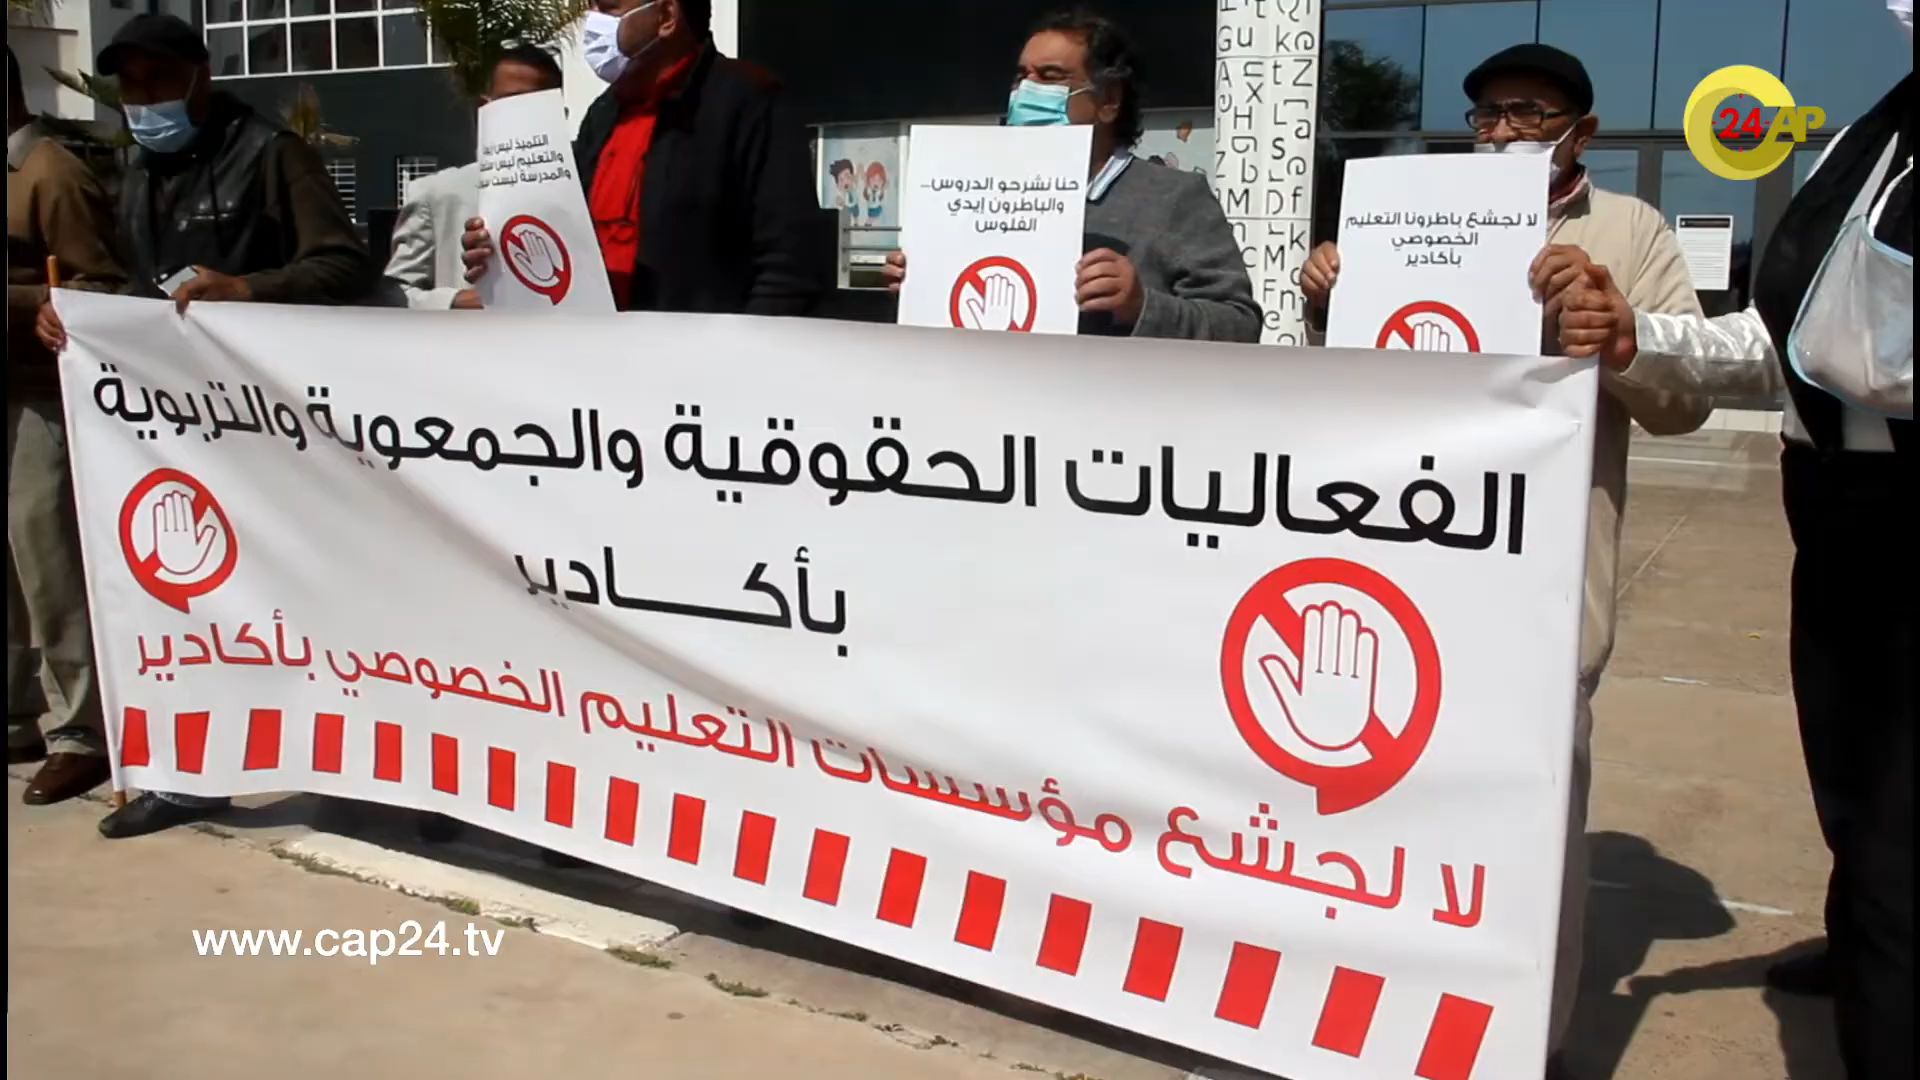 التلميذ ليس
والتعليم ليس
والمدرسة ليست
حنا نشرحو الدروس...
والباطرون إيدي
الفلوس
لا لجشع باطرونا التعليم
الخصوصي
بأكادير
24 CAP
الفعاليات الحقوقية والجمعوية والتربوية
بأكـــــادير
لا لجشع مؤسسات التعليم الخصوصي بأكادير
www.cap24.tv